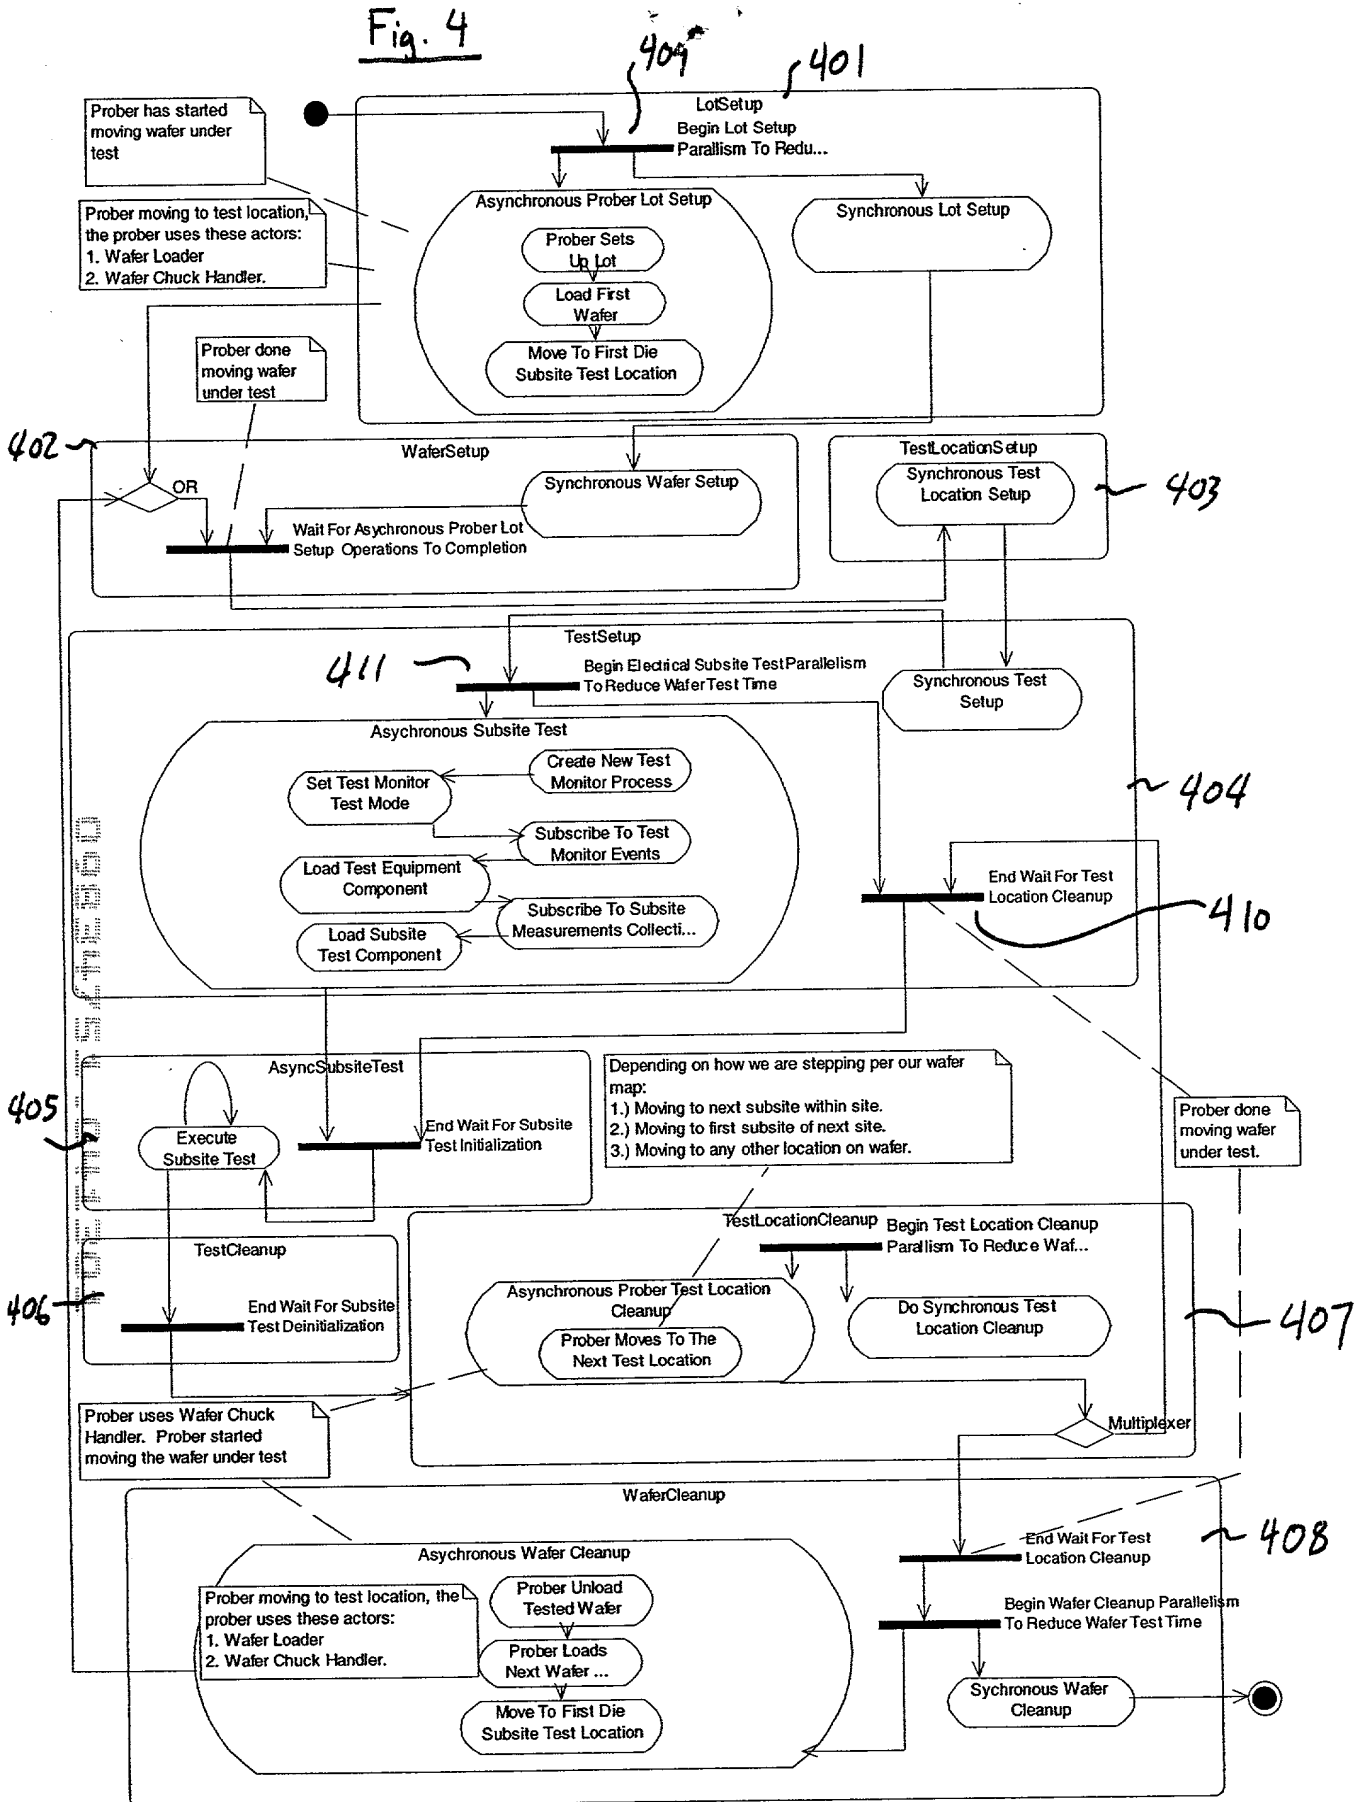 Fig. 4
409
401
LotSetup
Begin Lot Setup
Parallism To Redu...
Prober has started
moving wafer under
test
Asynchronous Prober Lot Setup
Synchronous Lot Setup
Prober moving to test location,
the prober uses these actors:
1. Wafer Loader
2. Wafer Chuck Handler.
Prober Sets
Up Lot
Load First
Wafer
Move To First Die
Subsite Test Location
Prober done
moving wafer
under test
402
WaferSetup
OR
Synchronous Wafer Setup
Wait For Asychronous Prober Lot
Setup Operations To Completion
TestLocationSetup
Synchronous Test
Location Setup
403
TestSetup
411
Begin Electrical Subsite Test Parallelism
To Reduce Wafer Test Time
Synchronous Test
Setup
Asychronous Subsite Test
Create New Test
Monitor Process
Set Test Monitor
Test Mode
Subscribe To Test
Monitor Events
Load Test Equipment
Component
Subscribe To Subsite
Measurements Collecti...
Load Subsite
Test Component
404
End Wait For Test
Location Cleanup
410
AsyncSubsiteTest
405
Execute
Subsite Test
End Wait For Subsite
Test Initialization
Depending on how we are stepping per our wafer
map:
1.) Moving to next subsite within site.
2.) Moving to first subsite of next site.
3.) Moving to any other location on wafer.
Prober done
moving wafer
under test.
TestCleanup
406
End Wait For Subsite
Test Deinitialization
TestLocationCleanup
Begin Test Location Cleanup
Parallism To Reduce Waf...
Asynchronous Prober Test Location
Cleanup
Prober Moves To The
Next Test Location
Do Synchronous Test
Location Cleanup
407
Multiplexer
Prober uses Wafer Chuck
Handler. Prober started
moving the wafer under test
WaferCleanup
408
End Wait For Test
Location Cleanup
Asychronous Wafer Cleanup
Begin Wafer Cleanup Parallelism
To Reduce Wafer Test Time
Prober moving to test location, the
prober uses these actors:
1. Wafer Loader
2. Wafer Chuck Handler.
Prober Unload
Tested Wafer
Prober Loads
Next Wafer ...
Move To First Die
Subsite Test Location
Sychronous Wafer
Cleanup